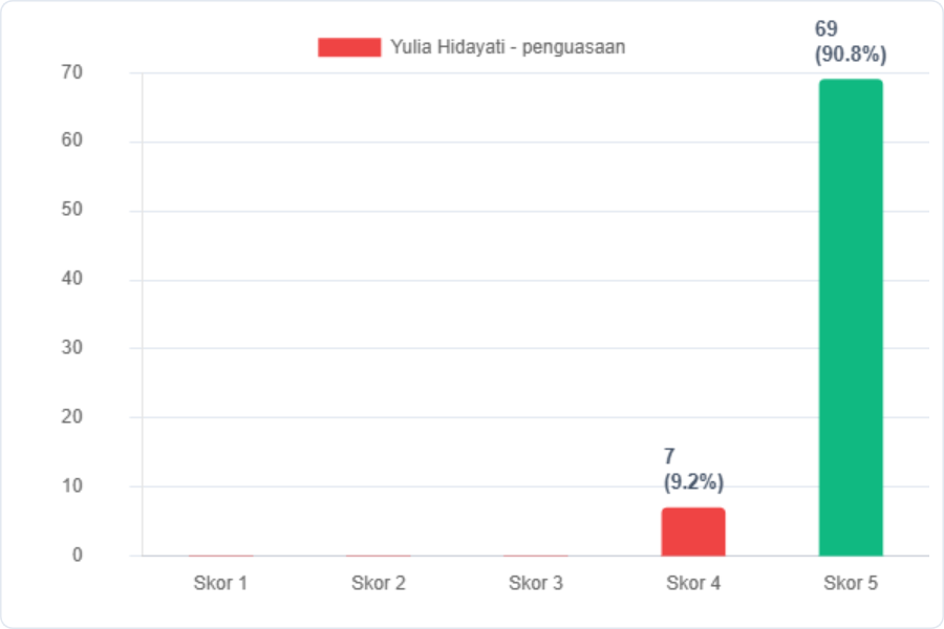 Yulia Hidayati - penguasaan
69
(90.8%)
70
60
50
40
30
20
10
0
7
(9.2%)
Skor 1
Skor 2
Skor 3
Skor 4
Skor 5